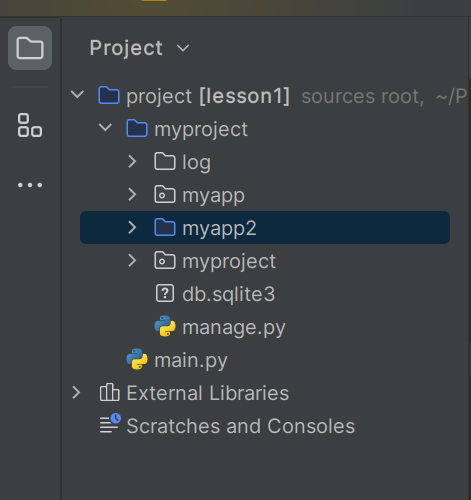 Project
project [lesson1] sources root, ~/P
myproject
log
myapp
myapp2
myproject
db.sqlite3
manage.py
main.py
External Libraries
Scratches and Consoles